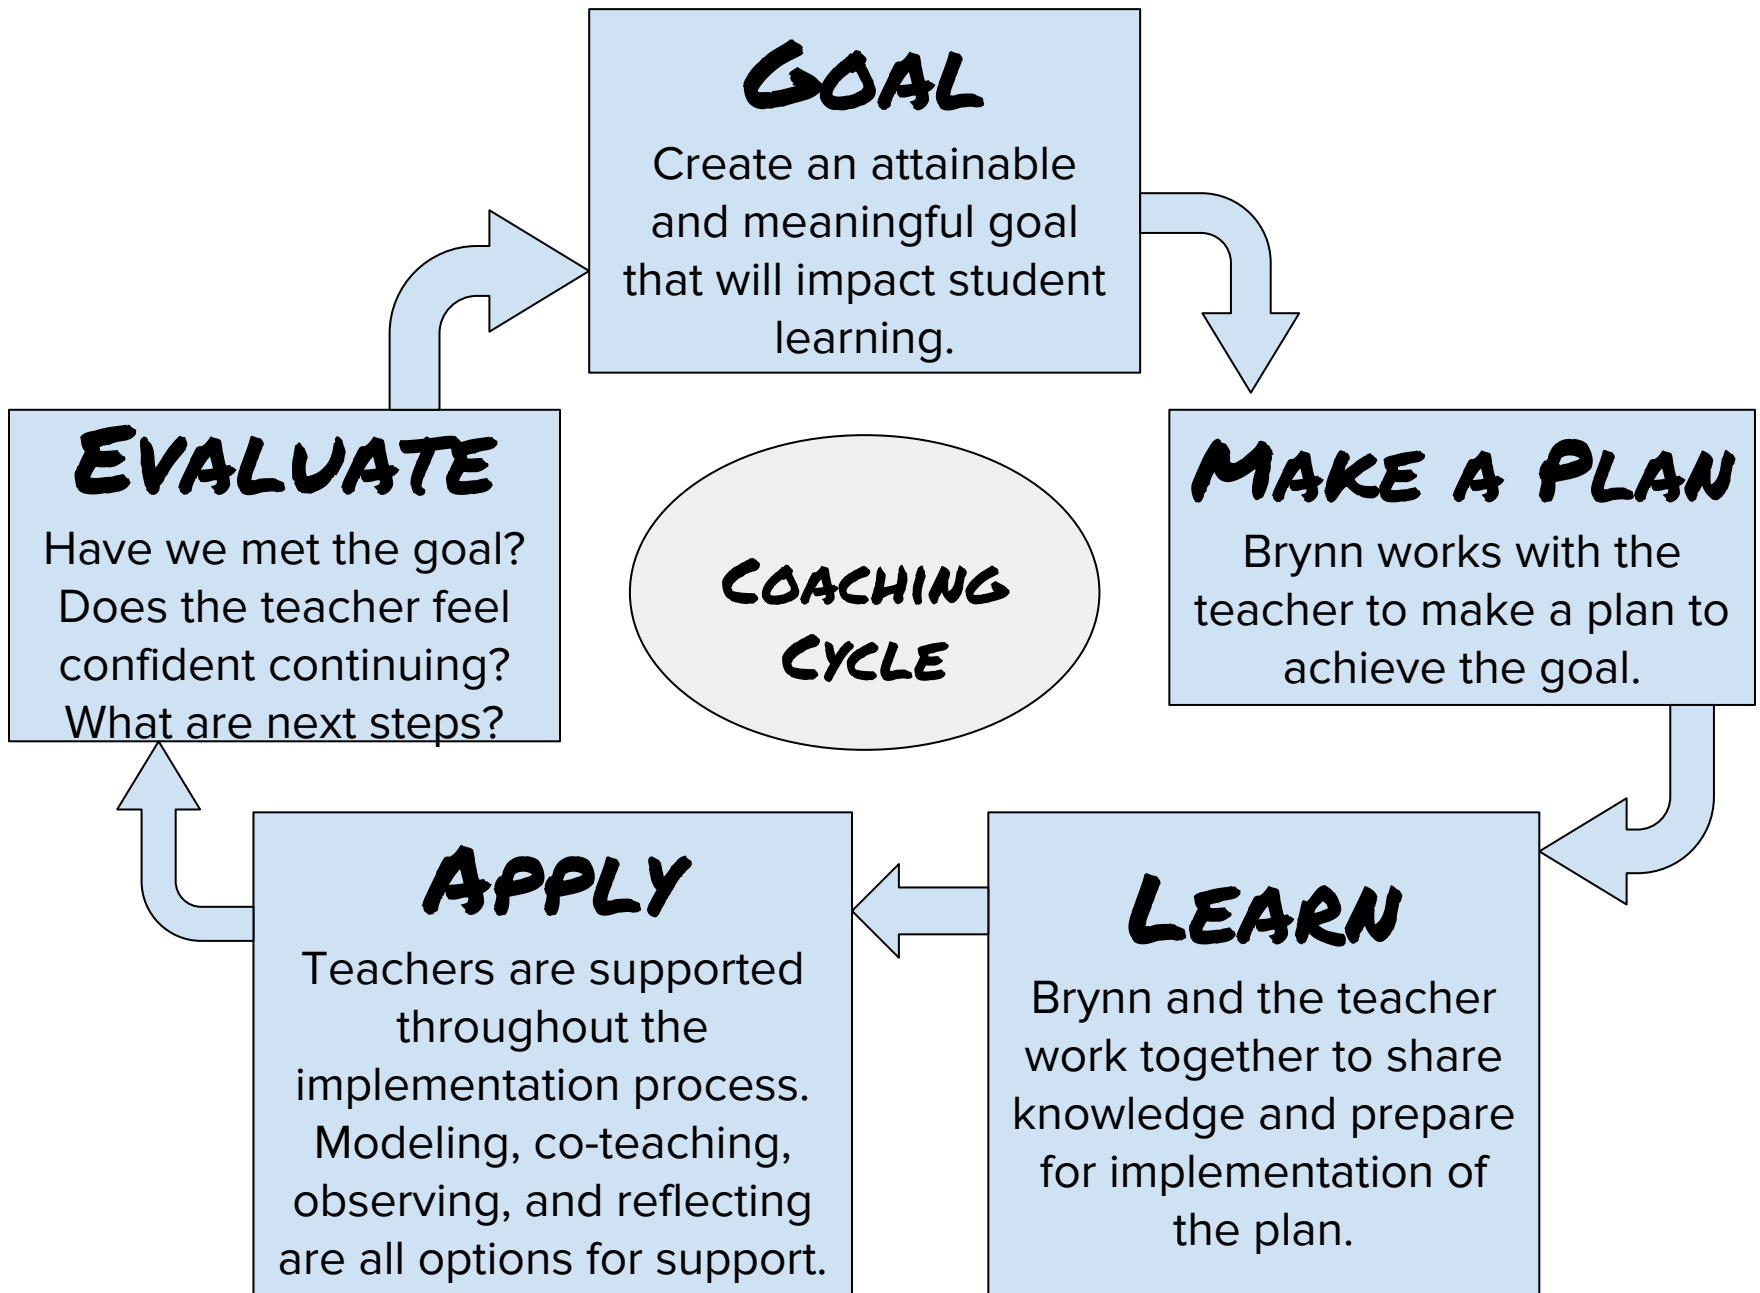 GOAL
Create an attainable
and meaningful goal
that will impact student
learning.
MAKE A PLAN
Brynn works with the
teacher to make a plan to
achieve the goal.
LEARN
Brynn and the teacher
work together to share
knowledge and prepare
for implementation of
the plan.
APPLY
Teachers are supported
throughout the
implementation process.
Modeling, co-teaching,
observing, and reflecting
are all options for support.
EVALUATE
Have we met the goal?
Does the teacher feel
confident continuing?
What are next steps?
COACHING
CYCLE